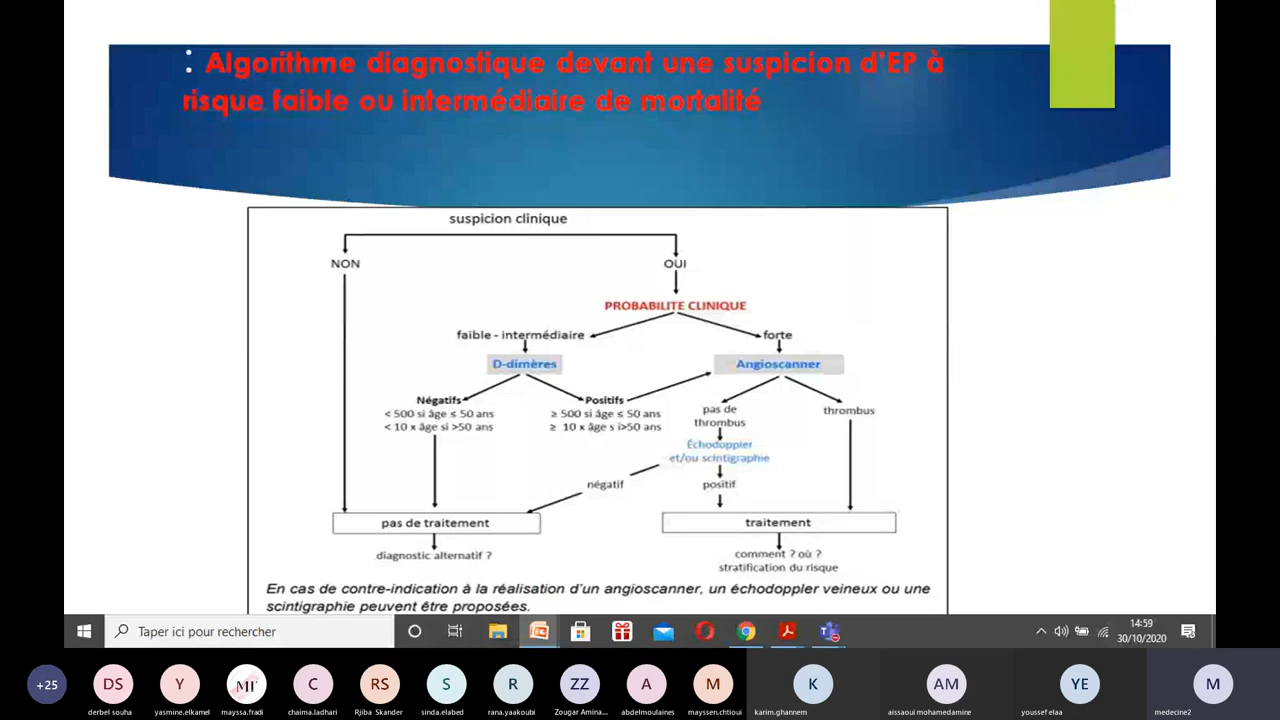 : Algorithme diagnostique devant une suspicion d'EP à
risque faible ou intermédiaire de mortalité
suspicion clinique
NON
OUI
PROBABILITE CLINIQUE
faible - intermédiaire
forte
D-dimères
Angioscanner
Négatifs
< 500 si âge ≤ 50 ans
< 10 x âge si >50 ans
Positifs
≥ 500 si âge ≤ 50 ans
≥ 10 x âge s i>50 ans
pas de
thrombus
thrombus
Échodoppler
et/ou scintigraphie
négatif
positif
pas de traitement
traitement
diagnostic alternatif ?
comment ? où ?
stratification du risque
En cas de contre-indication à la réalisation d'un angioscanner, un échodoppler veineux ou une
scintigraphie peuvent être proposées.
Taper ici pour rechercher
14:59
30/10/2020
+25
DS
derbel souha
Y
yasmine.elkamel
MF
mayssa.fradi
C
chaima.ladhari
RS
Rjiba Skander
S
sinda.elabed
R
rana.yaakoubi
ZZ
Zougar Amina...
A
abdelmoulaines
M
mayssen.chtioui
K
karim.ghannem
AM
aissaoui mohamedamine
YE
youssef elaa
M
medecine2